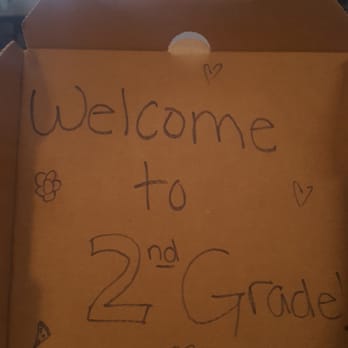 Welcome
to
2nd Grade!